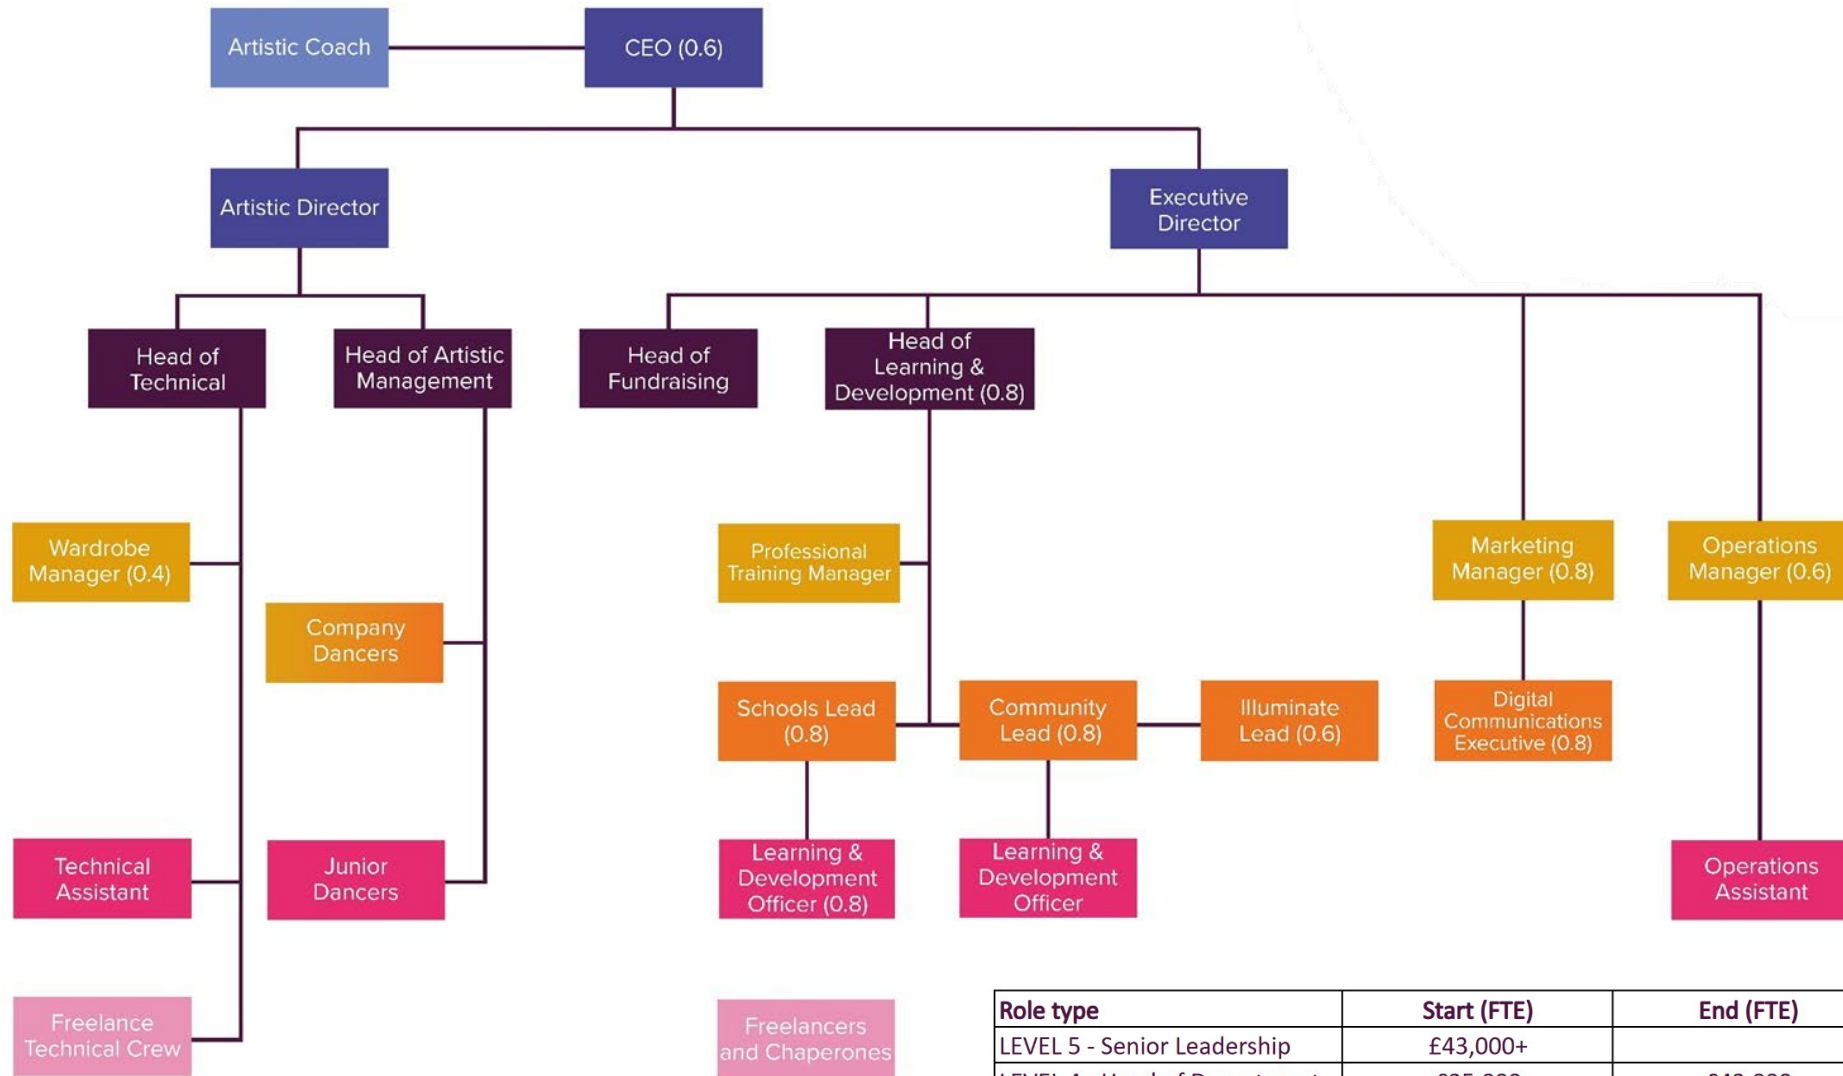 Artistic Coach
CEO (0.6)
Artistic Director
Executive
Director
Head of
Technical
Head of Artistic
Management
Head of
Fundraising
Head of
Learning &
Development (0.8)
Wardrobe
Manager (0.4)
Professional
Training Manager
Marketing
Manager (0.8)
Operations
Manager (0.6)
Company
Dancers
Schools Lead
(0.8)
Community
Lead (0.8)
Illuminate
Lead (0.6)
Digital
Communications
Executive (0.8)
Technical
Assistant
Junior
Dancers
Learning &
Development
Officer (0.8)
Learning &
Development
Officer
Operations
Assistant
Freelance
Technical Crew
Freelancers
and Chaperones
Role type Start (FTE) End (FTE)
LEVEL 5 - Senior Leadership £43,000+